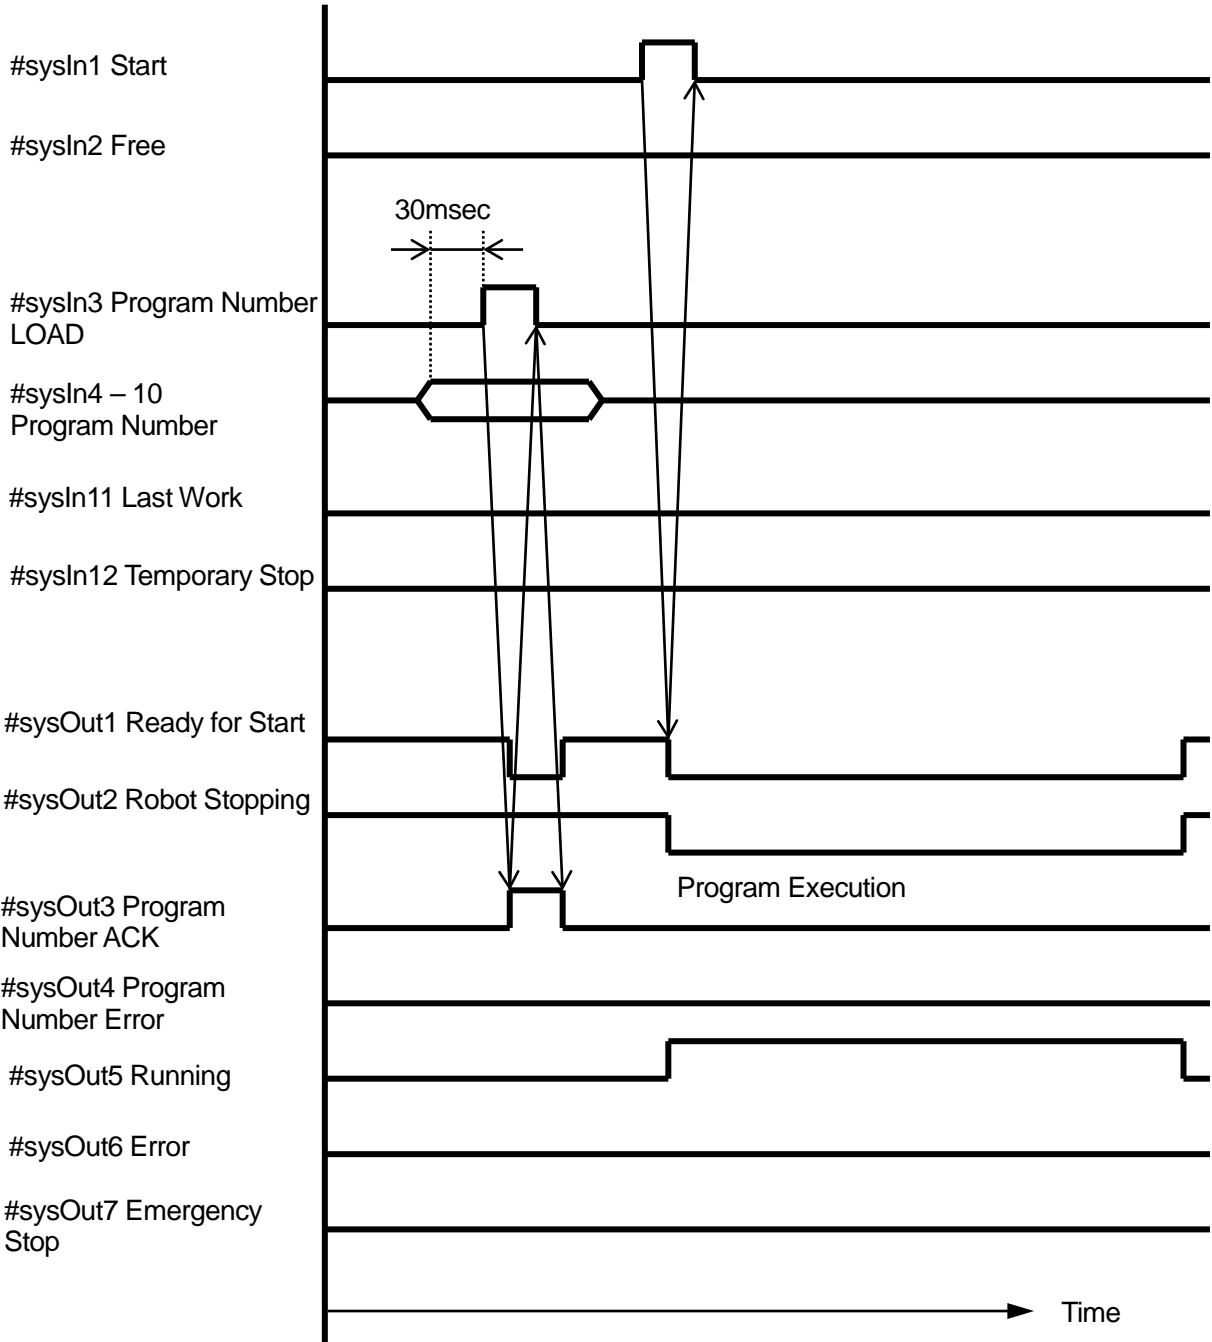 #sysIn1 Start
#sysIn2 Free
30msec
#sysIn3 Program Number
LOAD
#sysIn4 – 10
Program Number
#sysIn11 Last Work
#sysIn12 Temporary Stop
#sysOut1 Ready for Start
#sysOut2 Robot Stopping
Program Execution
#sysOut3 Program
Number ACK
#sysOut4 Program
Number Error
#sysOut5 Running
#sysOut6 Error
#sysOut7 Emergency
Stop
Time